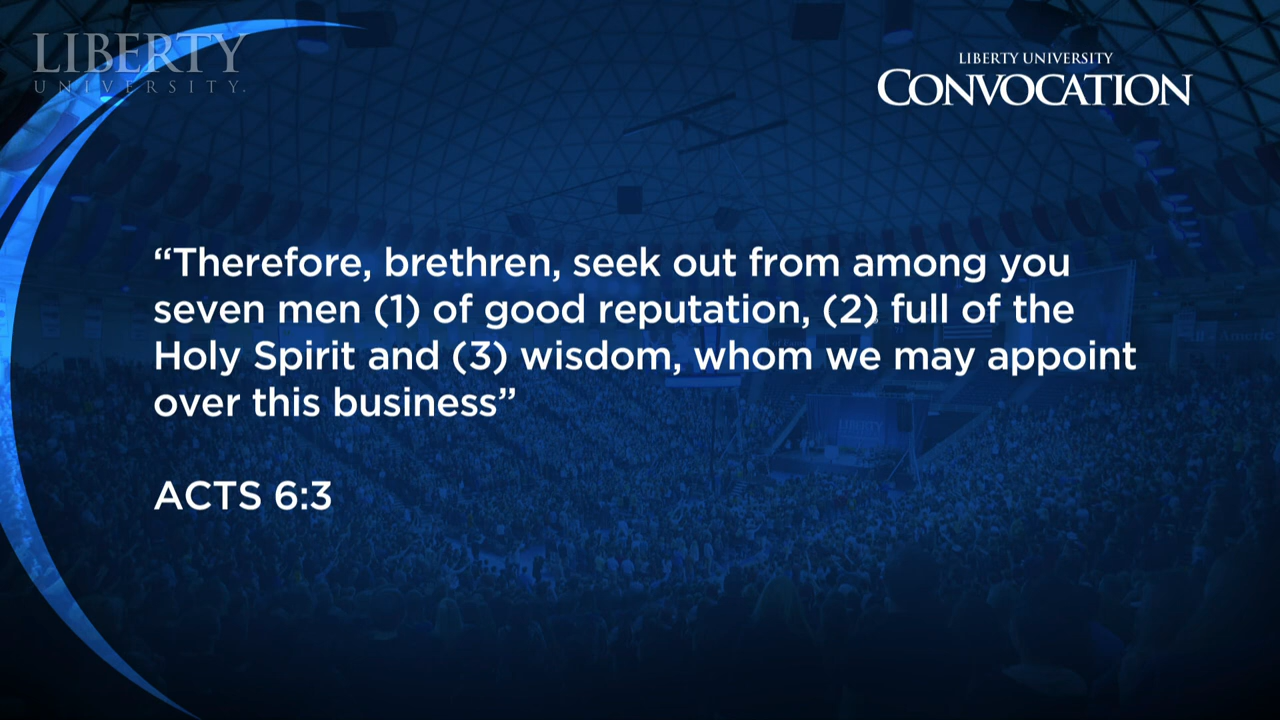 LIBERTY
UNIVERSITY.
LIBERTY UNIVERSITY
CONVOCATION
“Therefore, brethren, seek out from among you
seven men (1) of good reputation, (2) full of the
Holy Spirit and (3) wisdom, whom we may appoint
over this business”
ACTS 6:3
LIBERTY